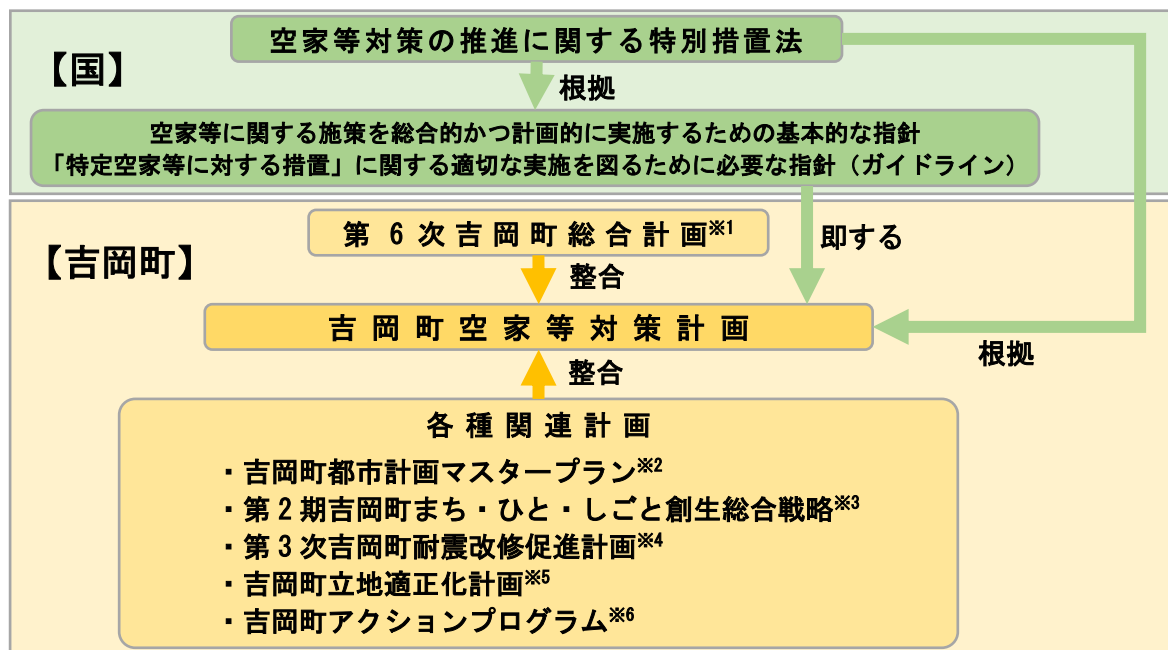 空家等対策の推進に関する特別措置法
【国】
根拠
空家等に関する施策を総合的かつ計画的に実施するための基本的な指針
「特定空家等に対する措置」に関する適切な実施を図るために必要な指針（ガイドライン）
第６次吉岡町総合計画※1
即する
【吉岡町】
整合
吉岡町空家等対策計画
根拠
整合
各種関連計画
・吉岡町都市計画マスタープラン※2
・第２期吉岡町まち・ひと・しごと創生総合戦略※3
・第３次吉岡町耐震改修促進計画※4
・吉岡町立地適正化計画※5
・吉岡町アクションプログラム※6